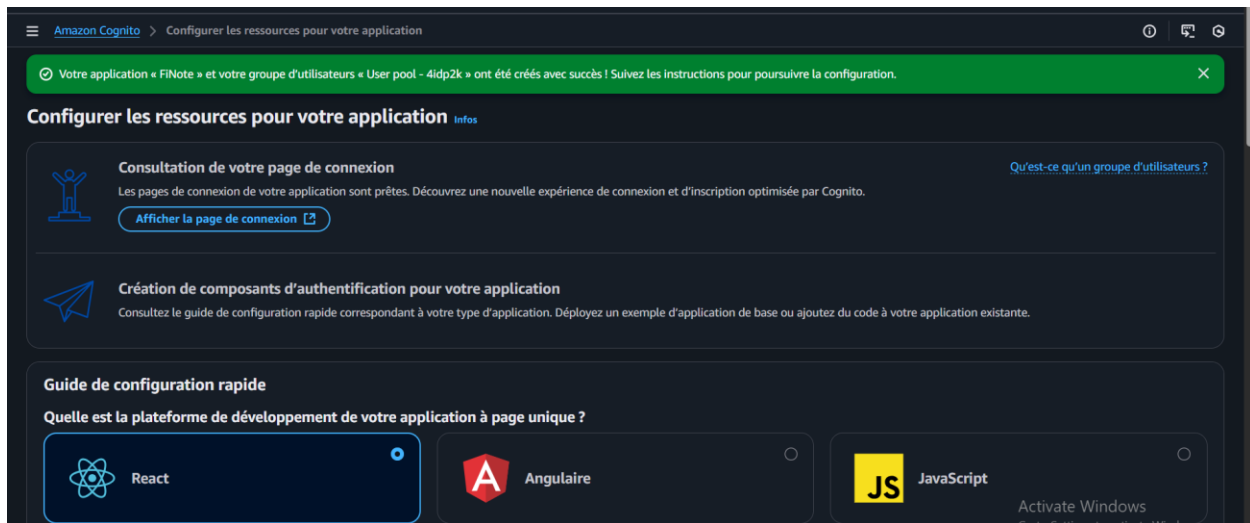 Amazon Cognito > Configurer les ressources pour votre application
Votre application « FiNote » et votre groupe d'utilisateurs « User pool - 4idp2k » ont été créés avec succès ! Suivez les instructions pour poursuivre la configuration.
Configurer les ressources pour votre application Infos
Consultation de votre page de connexion
Qu'est-ce qu'un groupe d'utilisateurs ?
Les pages de connexion de votre application sont prêtes. Découvrez une nouvelle expérience de connexion et d'inscription optimisée par Cognito.
Afficher la page de connexion
Création de composants d'authentification pour votre application
Consultez le guide de configuration rapide correspondant à votre type d'application. Déployez un exemple d'application de base ou ajoutez du code à votre application existante.
Guide de configuration rapide
Quelle est la plateforme de développement de votre application à page unique ?
React
A
Angulaire
JS
JavaScript
Activate Windows